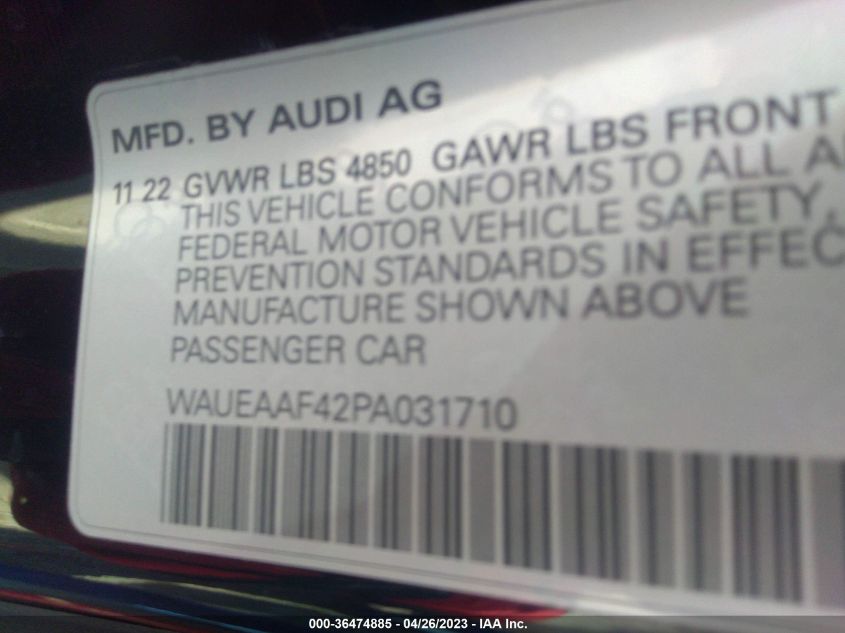 MFD. BY AUDI AG
11 22 GVWR LBS 4850 GAWR LBS FRONT
THIS VEHICLE CONFORMS TO ALL
FEDERAL MOTOR VEHICLE SAFETY,
PREVENTION STANDARDS IN EFFEC
MANUFACTURE SHOWN ABOVE
PASSENGER CAR
WAUEAAF42PA031710
000-36474885 - 04/26/2023 - IAA Inc.